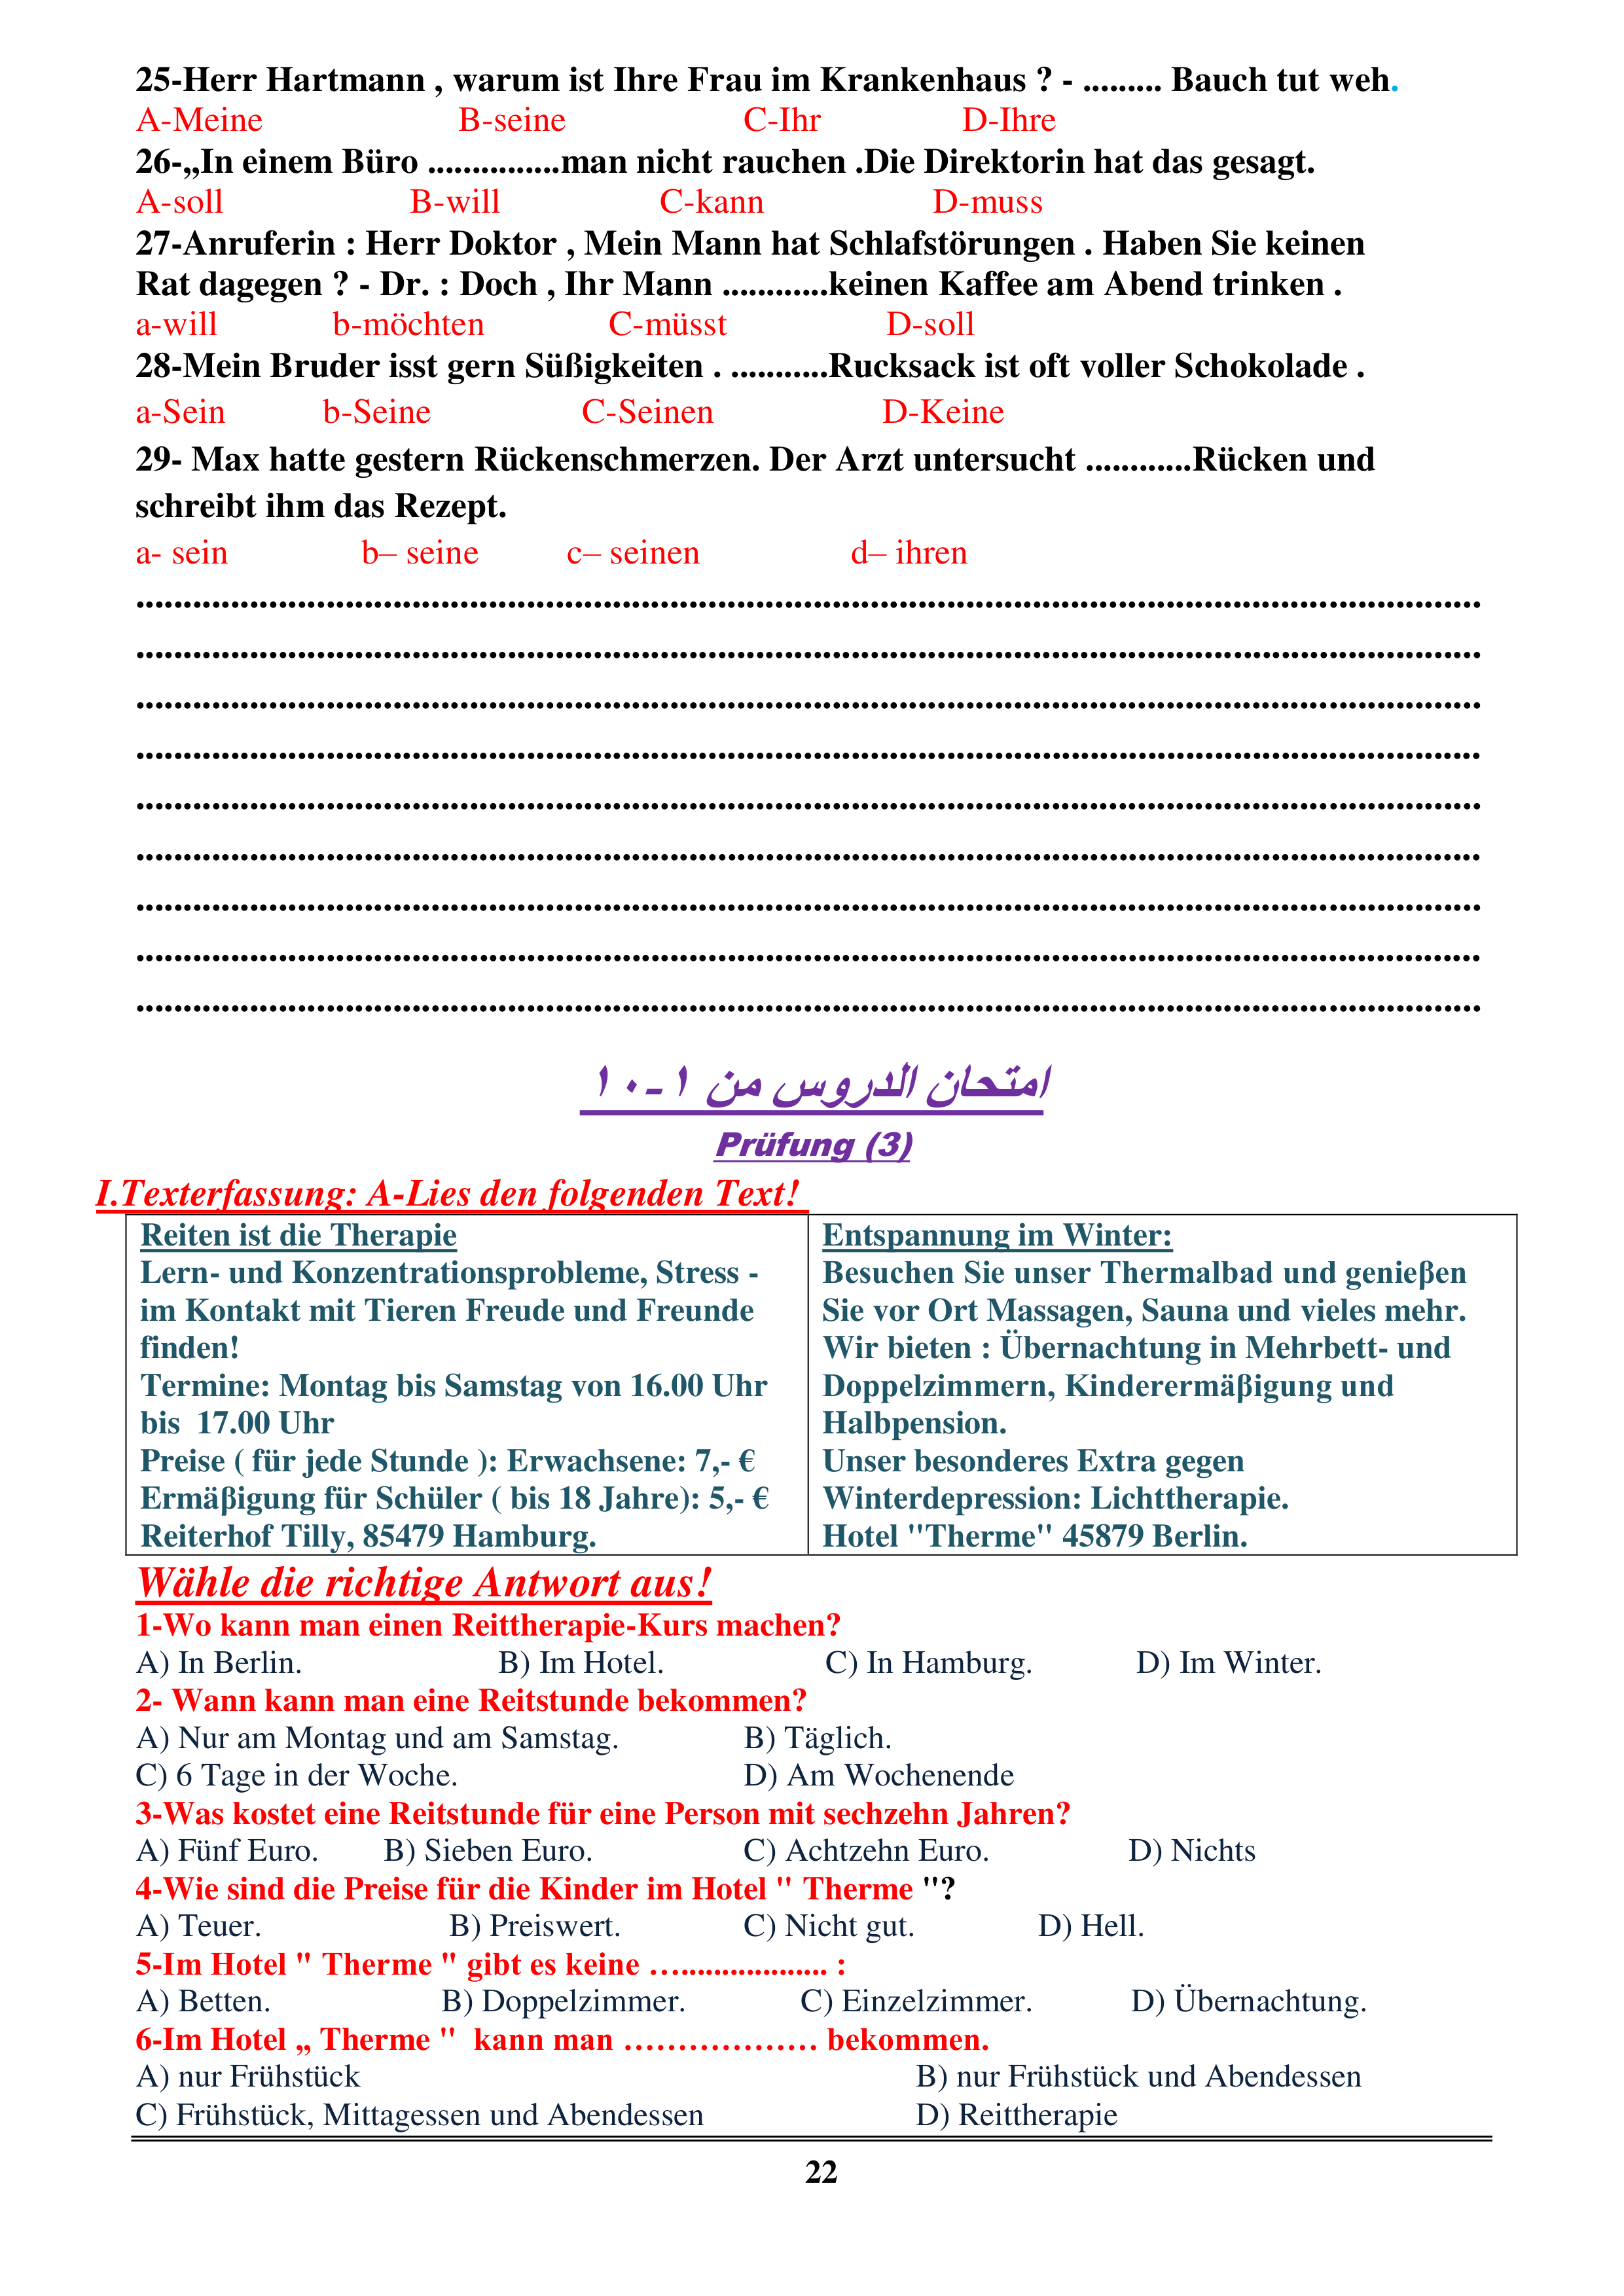 25-Herr Hartmann , warum ist Ihre Frau im Krankenhaus ? - ......... Bauch tut weh.
A-Meine B-seine C-Ihr D-Ihre
26-„In einem Büro ...............man nicht rauchen .Die Direktorin hat das gesagt.
A-soll B-will C-kann D-muss
27-Anruferin : Herr Doktor , Mein Mann hat Schlafstörungen . Haben Sie keinen
Rat dagegen ? - Dr. : Doch , Ihr Mann ............keinen Kaffee am Abend trinken .
a-will b-möchten C-müsst D-soll
28-Mein Bruder isst gern Süßigkeiten . ...........Rucksack ist oft voller Schokolade .
a-Sein b-Seine C-Seinen D-Keine
29- Max hatte gestern Rückenschmerzen. Der Arzt untersucht ............Rücken und
schreibt ihm das Rezept.
a- sein b– seine c– seinen d– ihren
امتحان الدروس من ١-١٠
Prüfung (3)
I.Texterfassung: A-Lies den folgenden Text!
Reiten ist die Therapie
Lern- und Konzentrationsprobleme, Stress -
im Kontakt mit Tieren Freude und Freunde
finden!
Termine: Montag bis Samstag von 16.00 Uhr
bis 17.00 Uhr
Preise ( für jede Stunde ): Erwachsene: 7,- €
Ermäβigung für Schüler ( bis 18 Jahre): 5,- €
Reiterhof Tilly, 85479 Hamburg.
Entspannung im Winter:
Besuchen Sie unser Thermalbad und genieβen
Sie vor Ort Massagen, Sauna und vieles mehr.
Wir bieten : Übernachtung in Mehrbett- und
Doppelzimmern, Kinderermäβigung und
Halbpension.
Unser besonderes Extra gegen
Winterdepression: Lichttherapie.
Hotel "Therme" 45879 Berlin.
Wähle die richtige Antwort aus!
1-Wo kann man einen Reittherapie-Kurs machen?
A) In Berlin. B) Im Hotel. C) In Hamburg. D) Im Winter.
2- Wann kann man eine Reitstunde bekommen?
A) Nur am Montag und am Samstag. B) Täglich.
C) 6 Tage in der Woche. D) Am Wochenende
3-Was kostet eine Reitstunde für eine Person mit sechzehn Jahren?
A) Fünf Euro. B) Sieben Euro. C) Achtzehn Euro. D) Nichts
4-Wie sind die Preise für die Kinder im Hotel " Therme "?
A) Teuer. B) Preiswert. C) Nicht gut. D) Hell.
5-Im Hotel " Therme " gibt es keine ….................. :
A) Betten. B) Doppelzimmer. C) Einzelzimmer. D) Übernachtung.
6-Im Hotel „ Therme " kann man ……………… bekommen.
A) nur Frühstück B) nur Frühstück und Abendessen
C) Frühstück, Mittagessen und Abendessen D) Reittherapie
22